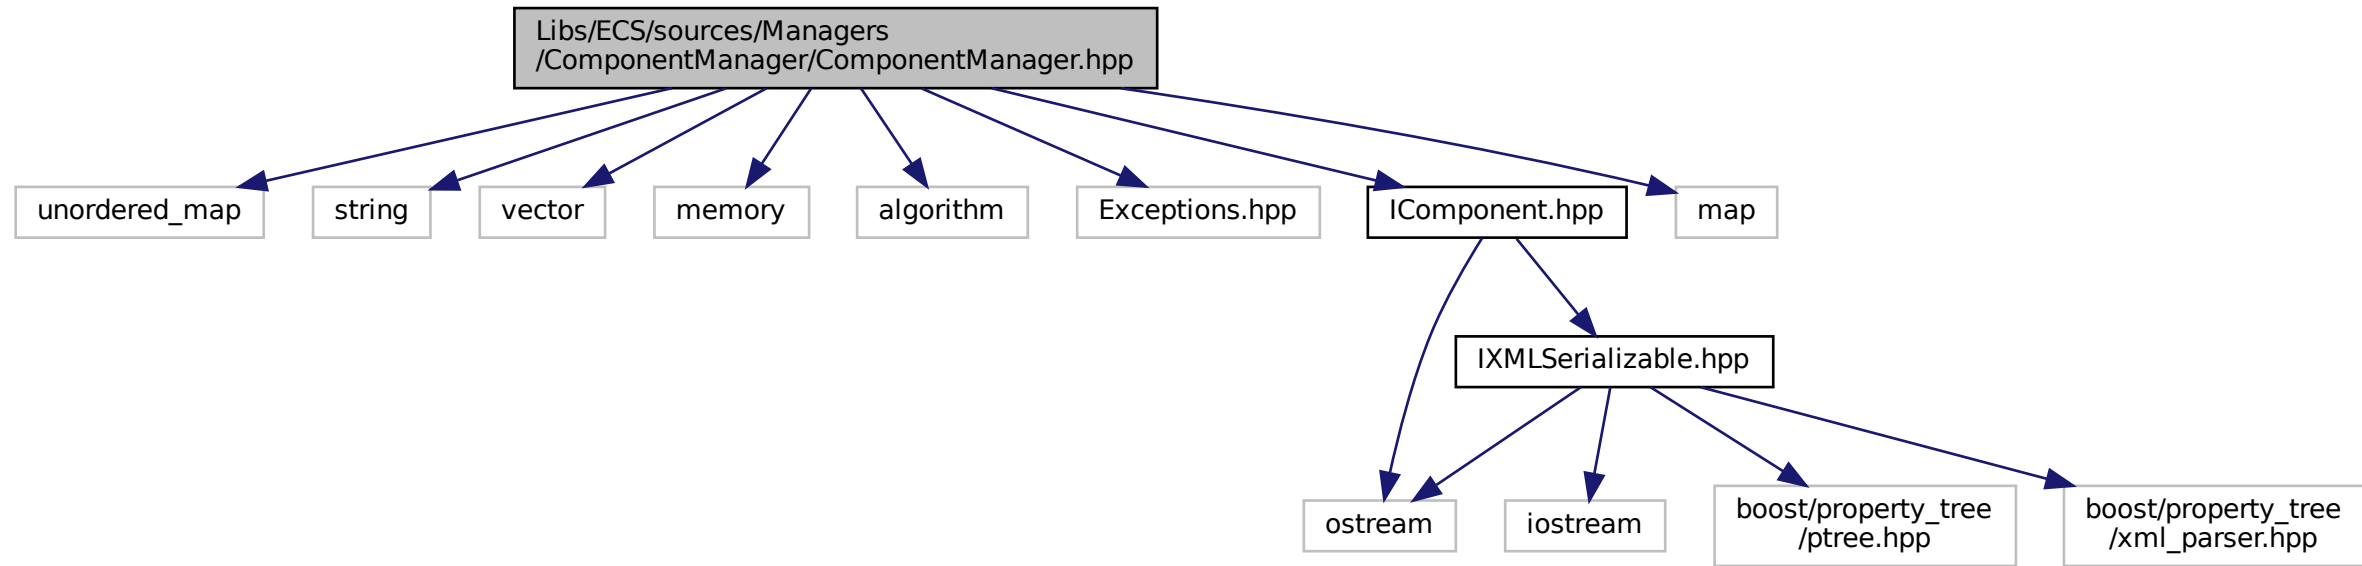 Libs/ECS/sources/Managers
/ComponentManager/ComponentManager.hpp
unordered_map
string
vector
memory
algorithm
Exceptions.hpp
IComponent.hpp
map
IXMLSerializable.hpp
ostream
iostream
boost/property_tree
/ptree.hpp
boost/property_tree
/xml_parser.hpp